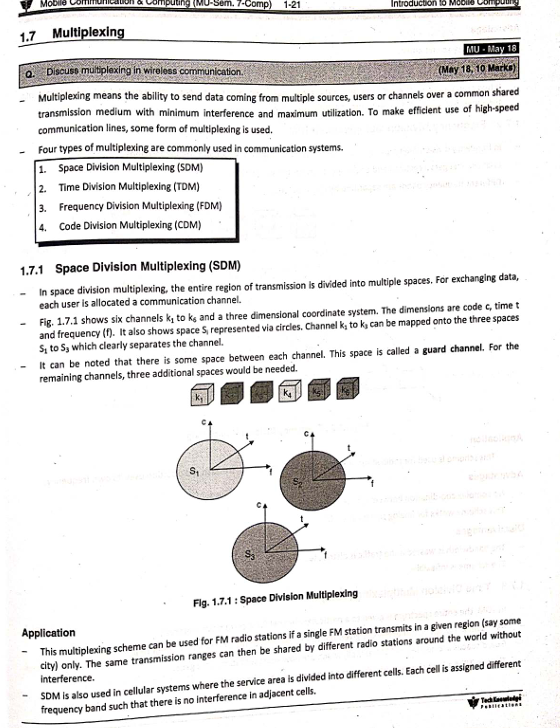 Mobile Communication & Computing (MU-Sem. 7-Comp) 1-21 Introduction to Mobile Computing
1.7 Multiplexing
MU - May 18
Q. Discuss multiplexing in wireless communication. (May 18, 10 Marks)
– Multiplexing means the ability to send data coming from multiple sources, users or channels over a common shared
transmission medium with minimum interference and maximum utilization. To make efficient use of high-speed
communication lines, some form of multiplexing is used.
– Four types of multiplexing are commonly used in communication systems.
1. Space Division Multiplexing (SDM)
2. Time Division Multiplexing (TDM)
3. Frequency Division Multiplexing (FDM)
4. Code Division Multiplexing (CDM)
1.7.1 Space Division Multiplexing (SDM)
– In space division multiplexing, the entire region of transmission is divided into multiple spaces. For exchanging data,
each user is allocated a communication channel.
– Fig. 1.7.1 shows six channels k₁ to k₆ and a three dimensional coordinate system. The dimensions are code c, time t
and frequency (f). It also shows space Sᵢ represented via circles. Channel k₁ to k₃ can be mapped onto the three spaces
S₁ to S₃ which clearly separates the channel.
– It can be noted that there is some space between each channel. This space is called a guard channel. For the
remaining channels, three additional spaces would be needed.
k₁ k₄ k₅ k₆
c t f S₁
c t f S₂
c t f S₃
Fig. 1.7.1 : Space Division Multiplexing
Application
– This multiplexing scheme can be used for FM radio stations if a single FM station transmits in a given region (say some
city) only. The same transmission ranges can then be shared by different radio stations around the world without
interference.
– SDM is also used in cellular systems where the service area is divided into different cells. Each cell is assigned different
frequency band such that there is no interference in adjacent cells.
TechKnowledge
Publications